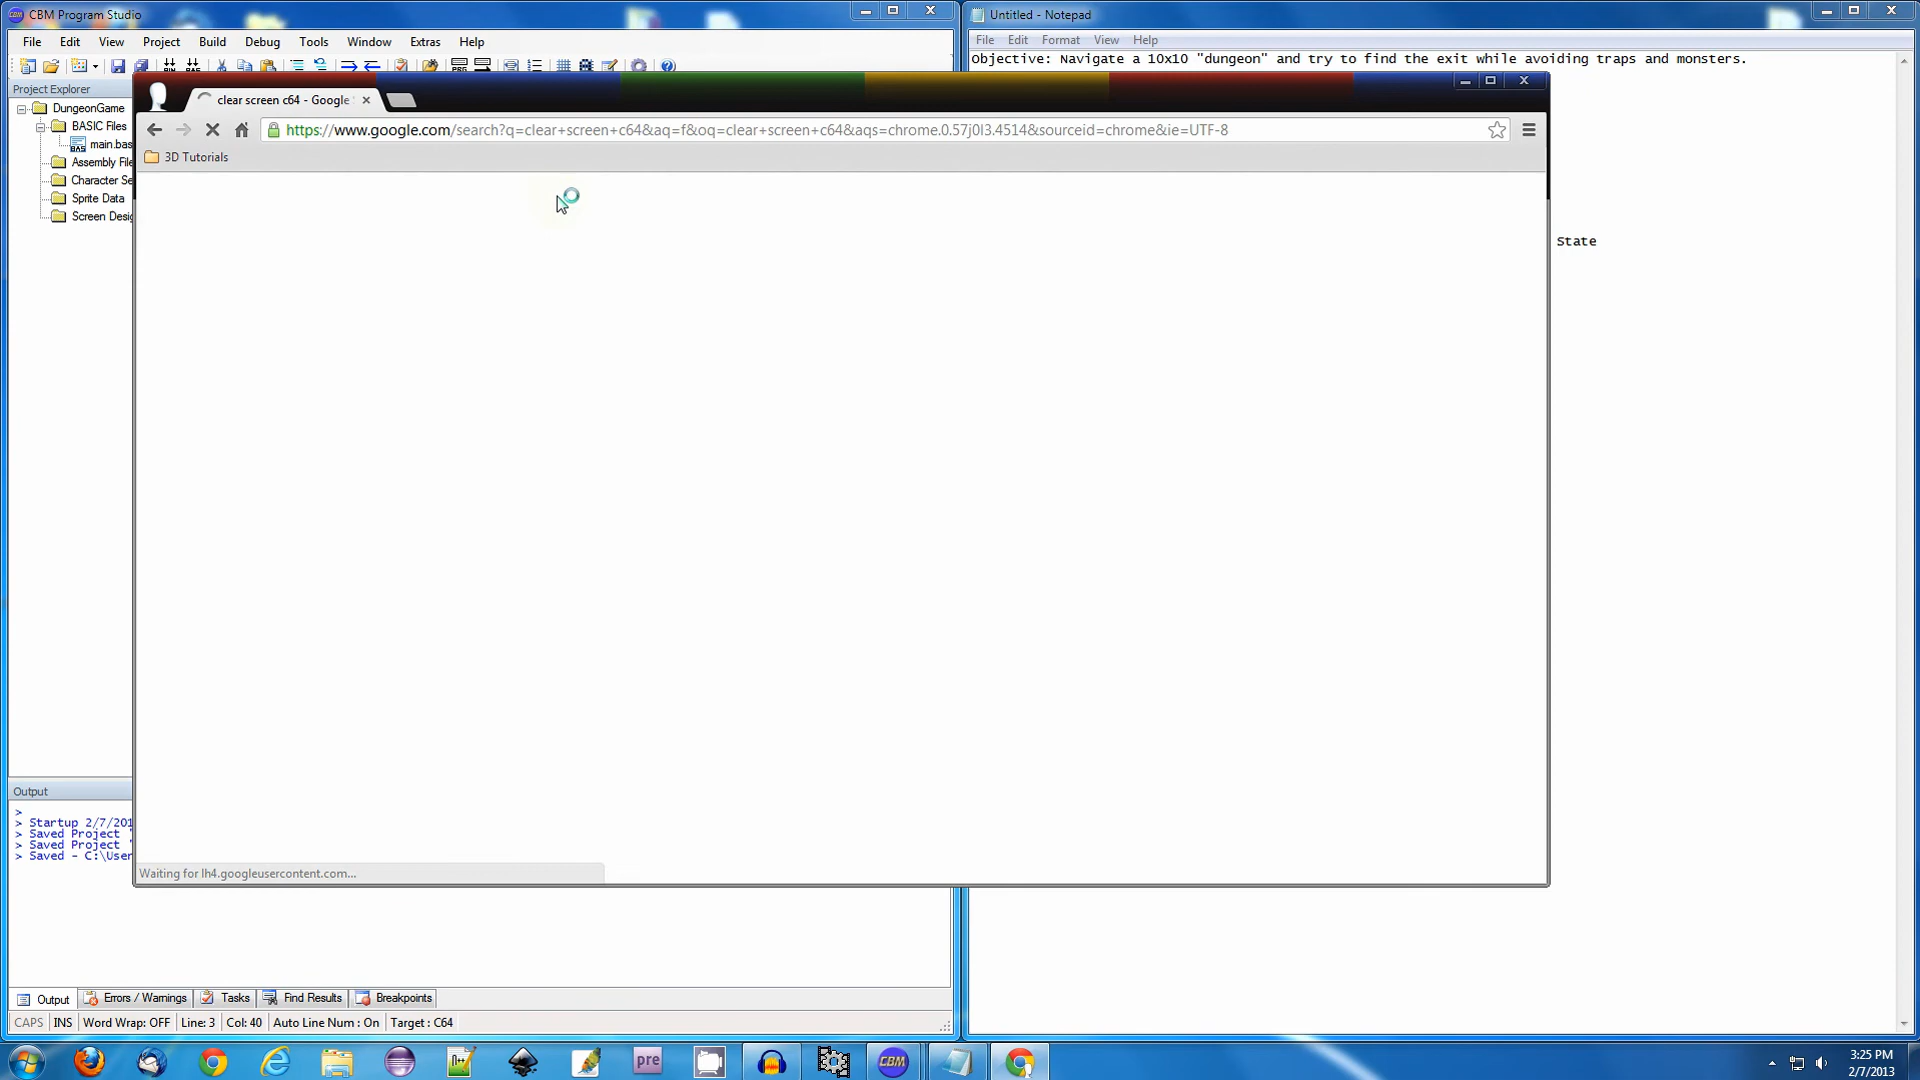 CBM Program Studio
File Edit View Project Build Debug Tools Window Extras Help
Project Explorer
DungeonGame
BASIC Files
main.bas
Assembly File
Character Se
Sprite Data
Screen Desig
Output
>
> Startup 2/7/201
> Saved Project
> Saved Project
> Saved - C:\User
Output Errors / Warnings Tasks Find Results Breakpoints
CAPS INS Word Wrap: OFF Line: 3 Col: 40 Auto Line Num : On Target : C64
clear screen c64 - Google
https://www.google.com/search?q=clear+screen+c64&aq=f&oq=clear+screen+c64&aqs=chrome.0.57j0l3.4514&sourceid=chrome&ie=UTF-8
3D Tutorials
Waiting for lh4.googleusercontent.com...
Untitled - Notepad
File Edit Format View Help
Objective: Navigate a 10x10 "dungeon" and try to find the exit while avoiding traps and monsters.
State
pre
CBM
3:25 PM
2/7/2013